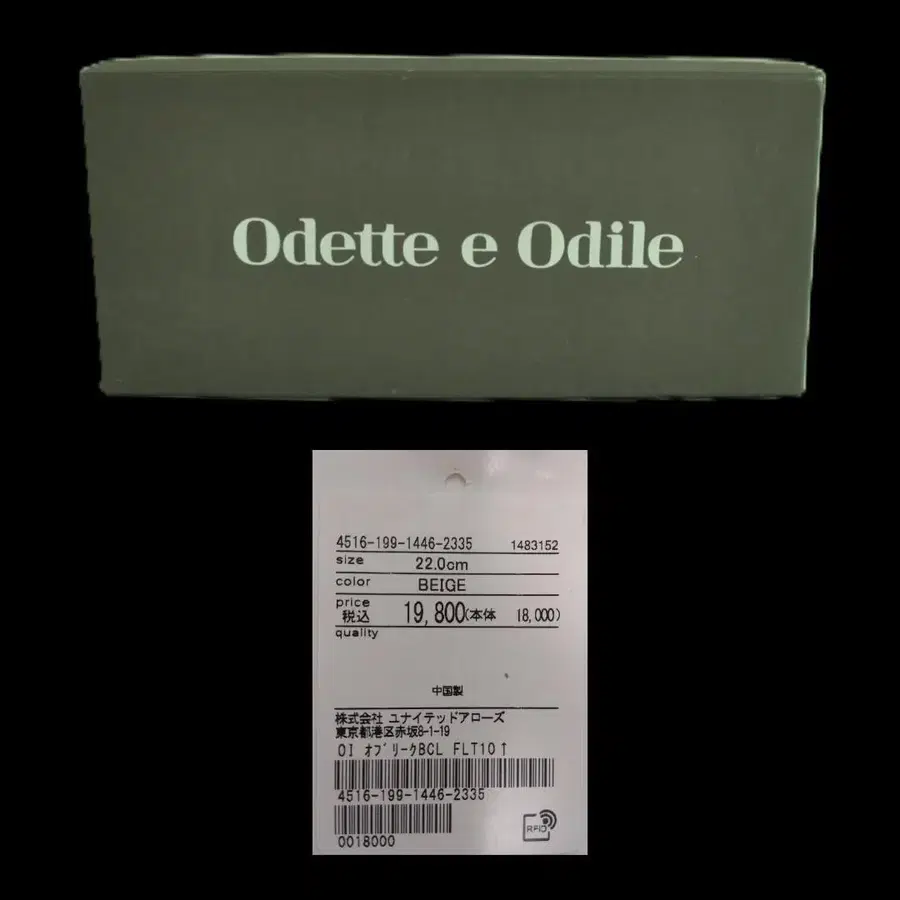 Odette e Odile
4516-199-1446-2335 1483152
size 22.0cm
color BEIGE
price
税込 19,800(本体 18,000)
quality
中国製
株式会社 ユナイテッドアローズ
東京都港区赤坂8-1-19
OI オブリークBCL FLT10↑
4516-199-1446-2335
0018000
RFID